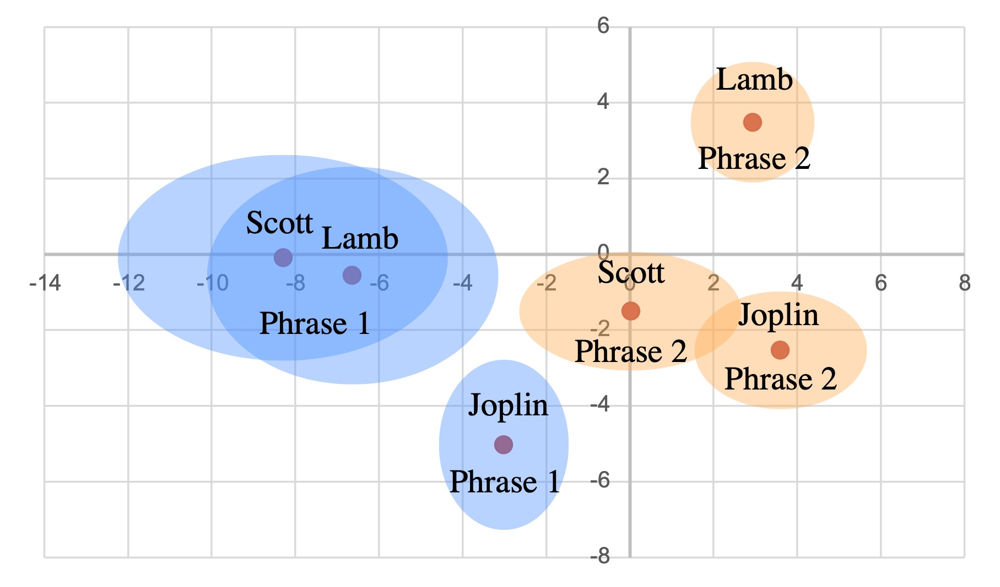 6
Lamb
4
Phrase 2
2
Scott
Lamb
0
Scott
-14 -12 -10 -8 -6 -4 -2 0 2 4 6 8
Phrase 1
Joplin
-2
Phrase 2
Phrase 2
Joplin
-4
Phrase 1
-6
-8